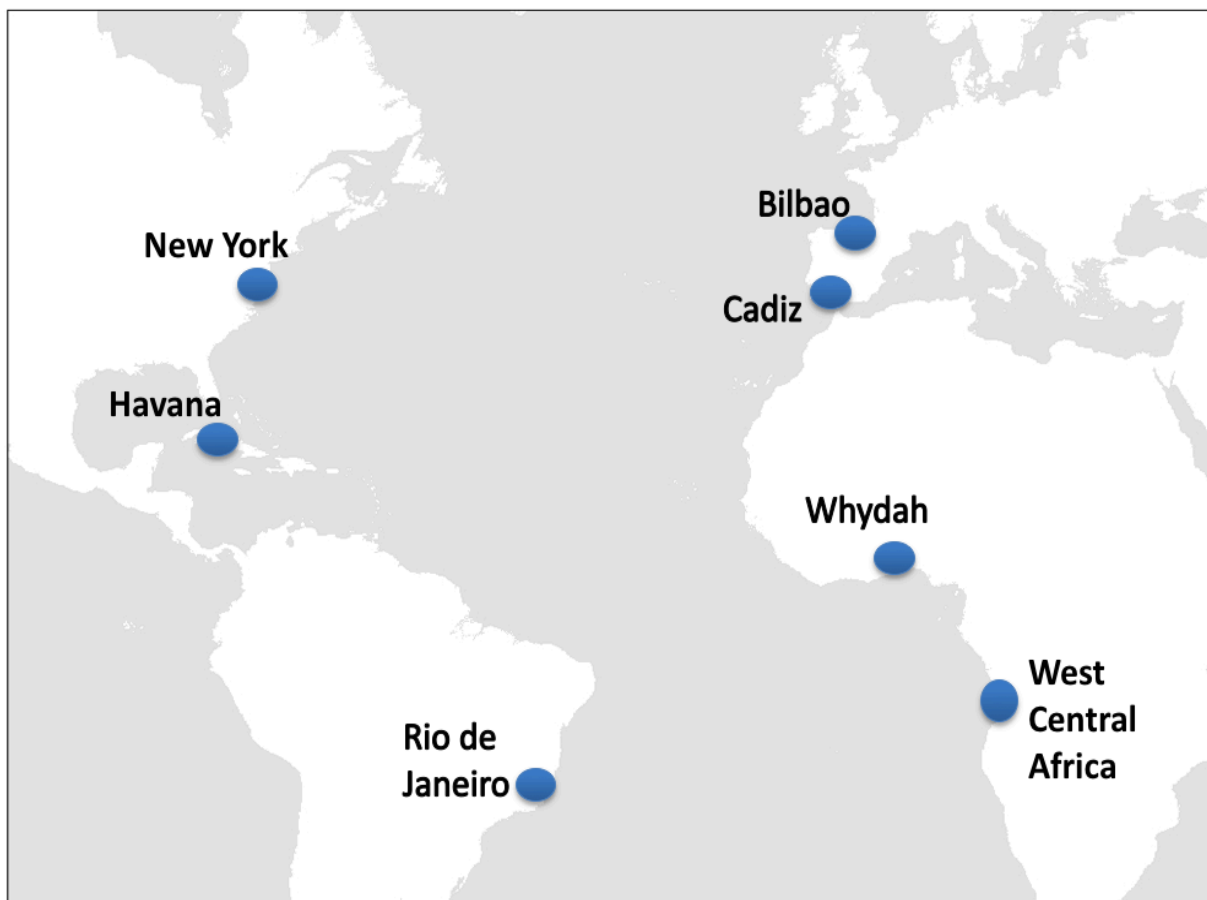 Bilbao
New York
Cadiz
Havana
Whydah
West
Central
Africa
Rio de
Janeiro